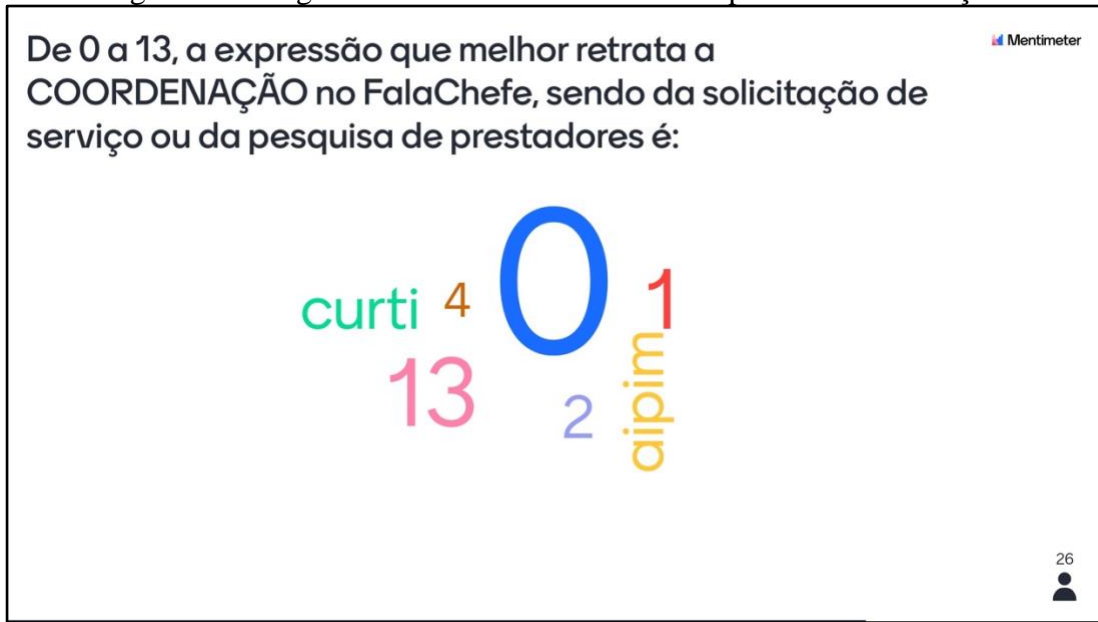 De 0 a 13, a expressão que melhor retrata a
COORDENAÇÃO no FalaChefe, sendo da solicitação de
serviço ou da pesquisa de prestadores é:
Mentimeter
0
1
curti 4
13
2
aipim
26